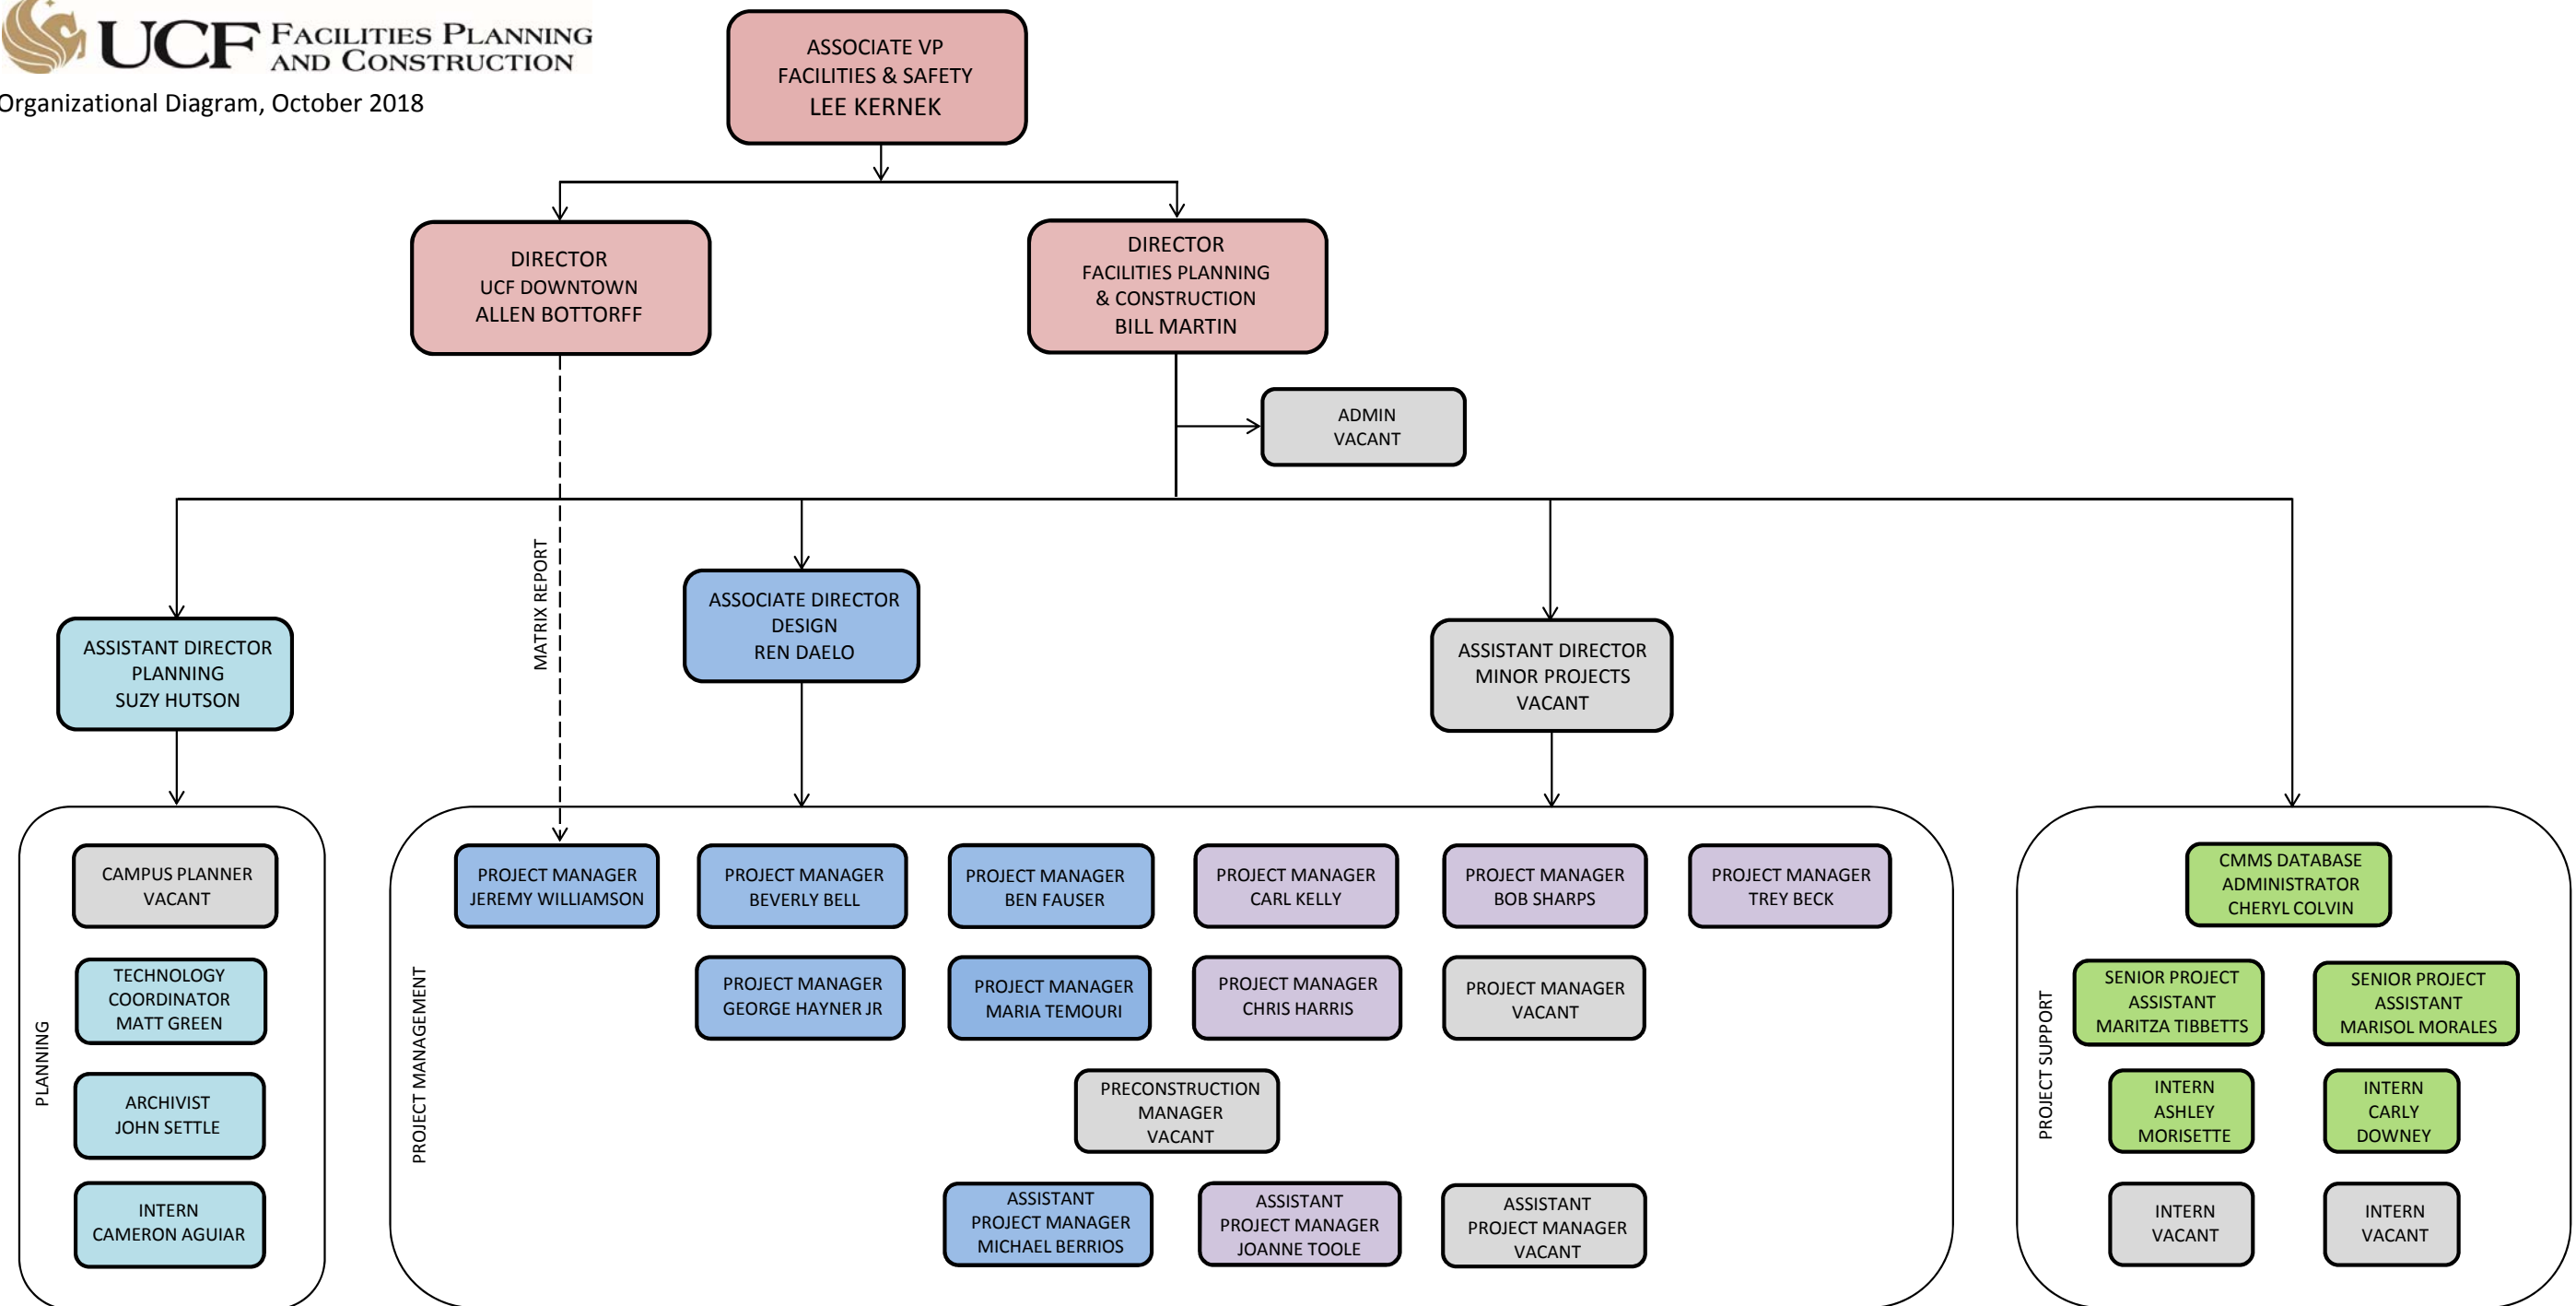 UCF FACILITIES PLANNING
AND CONSTRUCTION
Organizational Diagram, October 2018
ASSOCIATE VP
FACILITIES & SAFETY
LEE KERNEK
DIRECTOR
UCF DOWNTOWN
ALLEN BOTTORFF
DIRECTOR
FACILITIES PLANNING
& CONSTRUCTION
BILL MARTIN
ADMIN
VACANT
MATRIX REPORT
ASSISTANT DIRECTOR
PLANNING
SUZY HUTSON
ASSOCIATE DIRECTOR
DESIGN
REN DAELO
ASSISTANT DIRECTOR
MINOR PROJECTS
VACANT
PLANNING
CAMPUS PLANNER
VACANT
TECHNOLOGY
COORDINATOR
MATT GREEN
ARCHIVIST
JOHN SETTLE
INTERN
CAMERON AGUIAR
PROJECT MANAGEMENT
PROJECT MANAGER
JEREMY WILLIAMSON
PROJECT MANAGER
BEVERLY BELL
PROJECT MANAGER
BEN FAUSER
PROJECT MANAGER
CARL KELLY
PROJECT MANAGER
BOB SHARPS
PROJECT MANAGER
TREY BECK
PROJECT MANAGER
GEORGE HAYNER JR
PROJECT MANAGER
MARIA TEMOURI
PROJECT MANAGER
CHRIS HARRIS
PROJECT MANAGER
VACANT
PRECONSTRUCTION
MANAGER
VACANT
ASSISTANT
PROJECT MANAGER
MICHAEL BERRIOS
ASSISTANT
PROJECT MANAGER
JOANNE TOOLE
ASSISTANT
PROJECT MANAGER
VACANT
PROJECT SUPPORT
CMMS DATABASE
ADMINISTRATOR
CHERYL COLVIN
SENIOR PROJECT
ASSISTANT
MARITZA TIBBETTS
SENIOR PROJECT
ASSISTANT
MARISOL MORALES
INTERN
ASHLEY
MORISETTE
INTERN
CARLY
DOWNEY
INTERN
VACANT
INTERN
VACANT